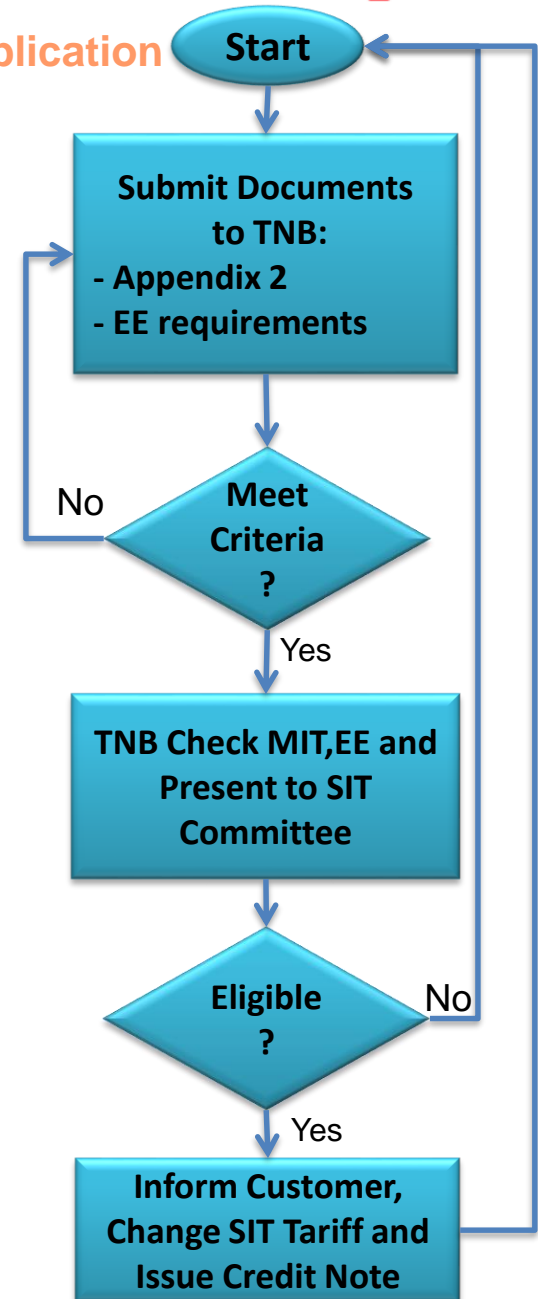 Start
Submit Documents
to TNB:
- Appendix 2
- EE requirements
No
Meet
Criteria
?
Yes
TNB Check MIT,EE and
Present to SIT
Committee
Eligible
?
No
Yes
Inform Customer,
Change SIT Tariff and
Issue Credit Note